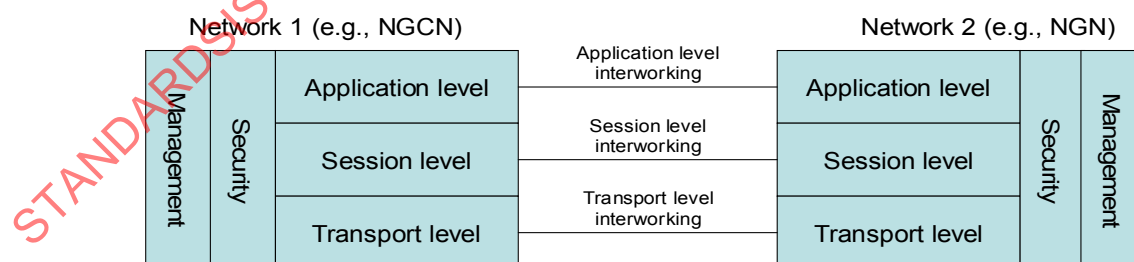 Network 1 (e.g., NGCN)
Network 2 (e.g., NGN)
Management
Security
Application level
Session level
Transport level
Application level
interworking
Session level
interworking
Transport level
interworking
Application level
Session level
Transport level
Security
Management
STANDARDSIS